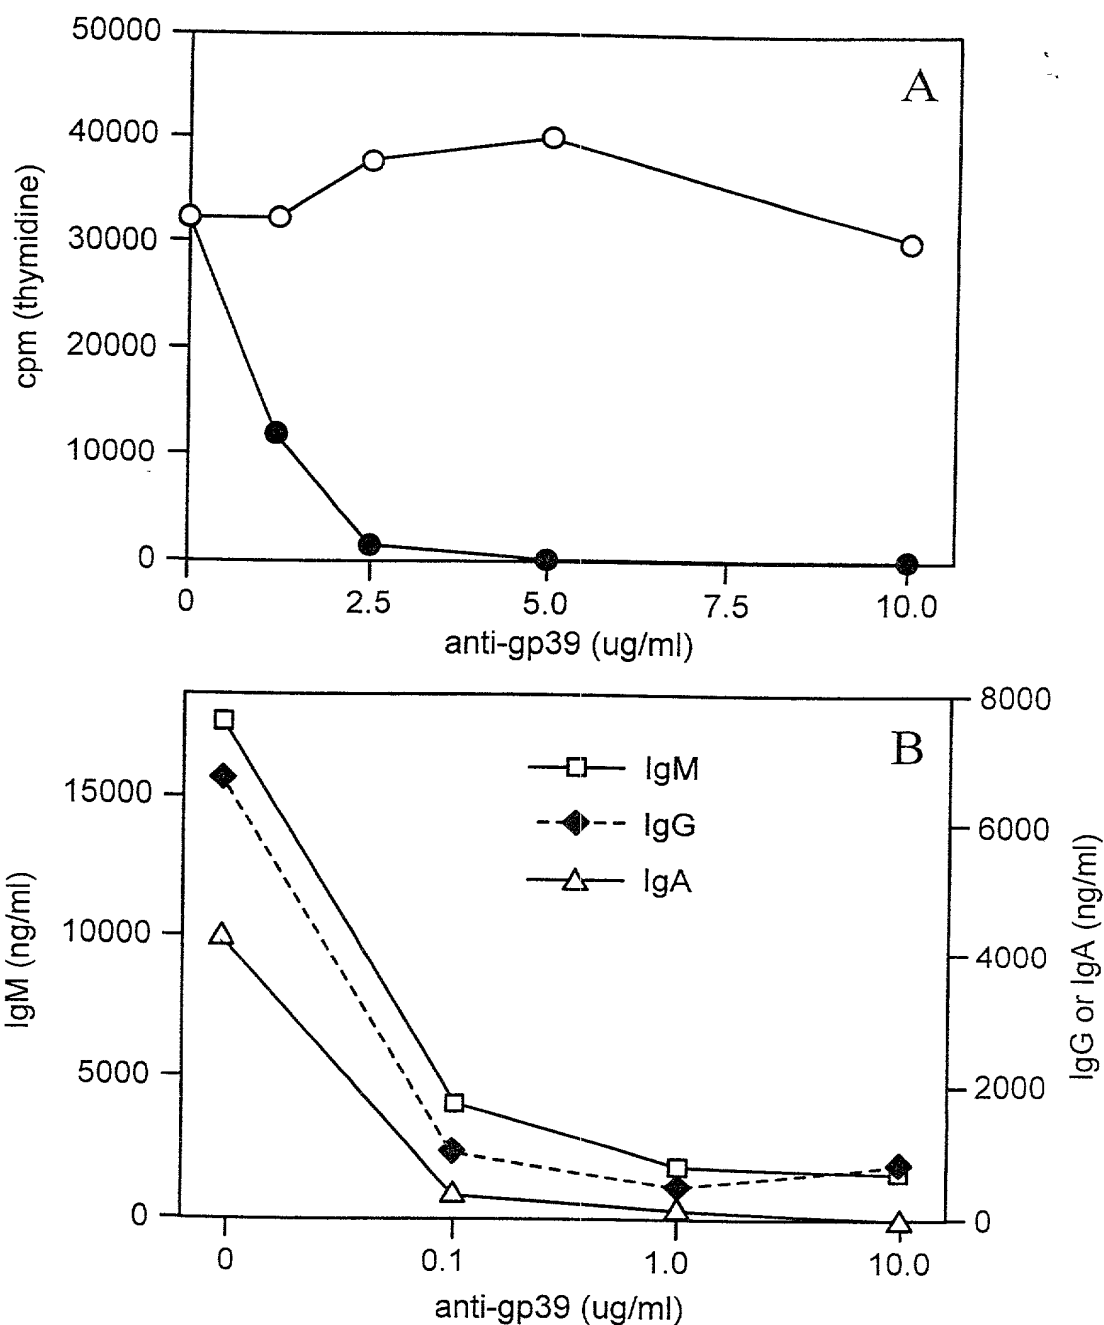 50000
A
40000
30000
20000
10000
0
cpm (thymidine)
0 2.5 5.0 7.5 10.0
anti-gp39 (ug/ml)
B
IgM
IgG
IgA
15000
10000
5000
0
IgM (ng/ml)
8000
6000
4000
2000
0
IgG or IgA (ng/ml)
0 0.1 1.0 10.0
anti-gp39 (ug/ml)